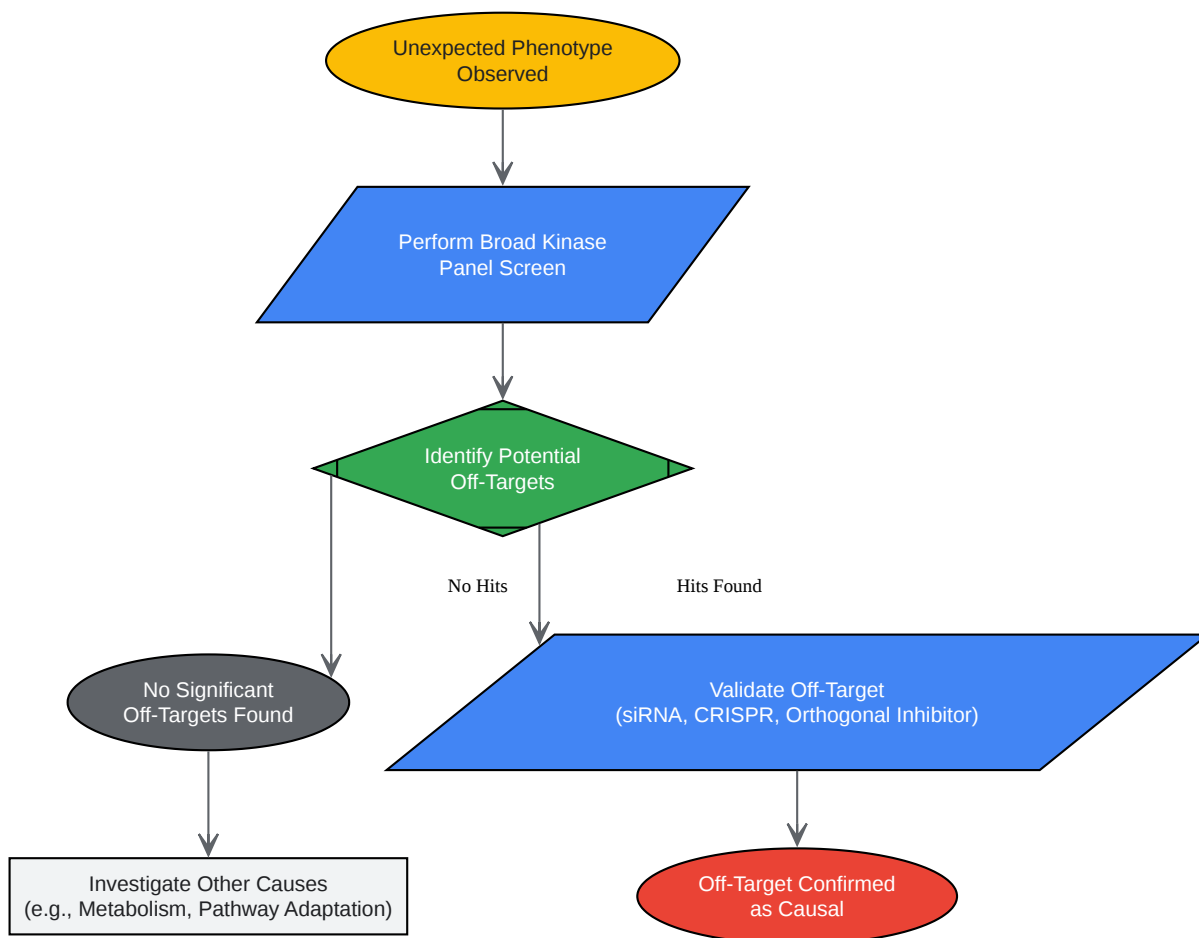 Unexpected Phenotype
Observed
Perform Broad Kinase
Panel Screen
Identify Potential
Off-Targets
No Hits
Hits Found
No Significant
Off-Targets Found
Validate Off-Target
(siRNA, CRISPR, Orthogonal Inhibitor)
Investigate Other Causes
(e.g., Metabolism, Pathway Adaptation)
Off-Target Confirmed
as Causal